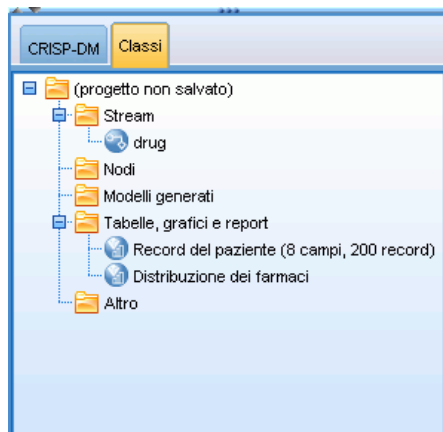 CRISP-DM Classi
(progetto non salvato)
Stream
drug
Nodi
Modelli generati
Tabelle, grafici e report
Record del paziente (8 campi, 200 record)
Distribuzione dei farmaci
Altro